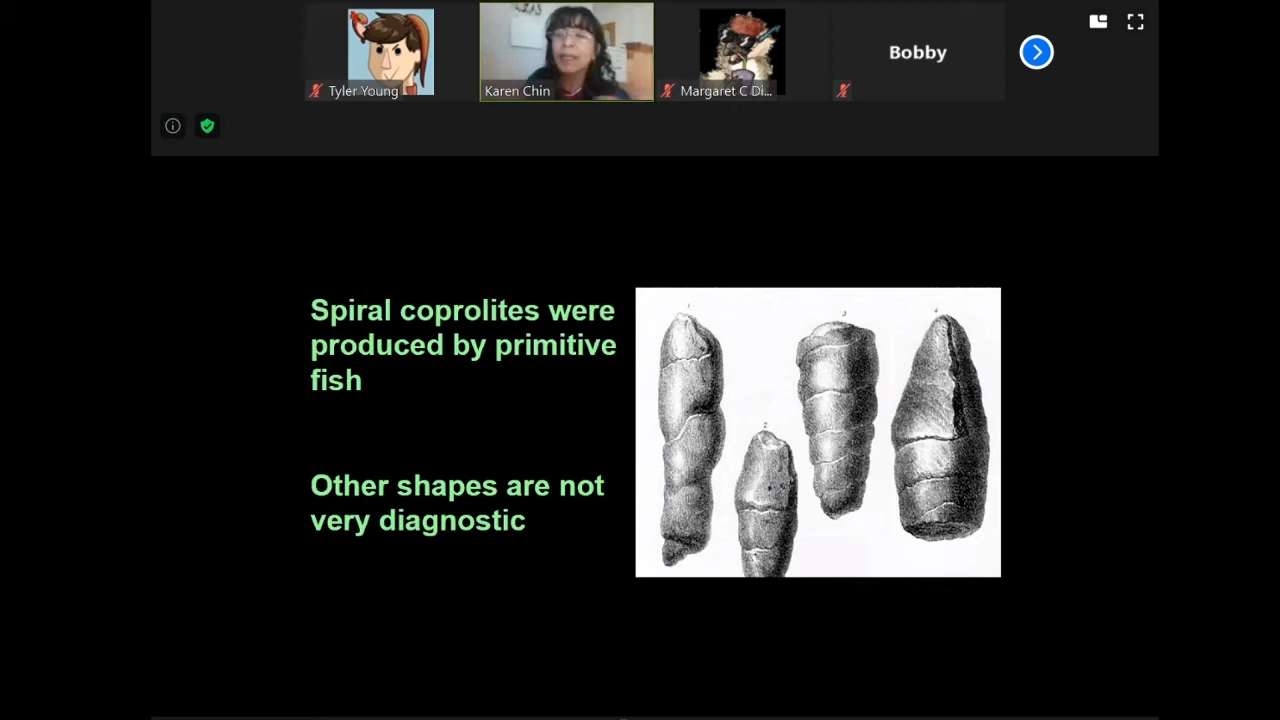 Bobby
Tyler Young
Karen Chin
Margaret C Di...
Spiral coprolites were
produced by primitive
fish
Other shapes are not
very diagnostic